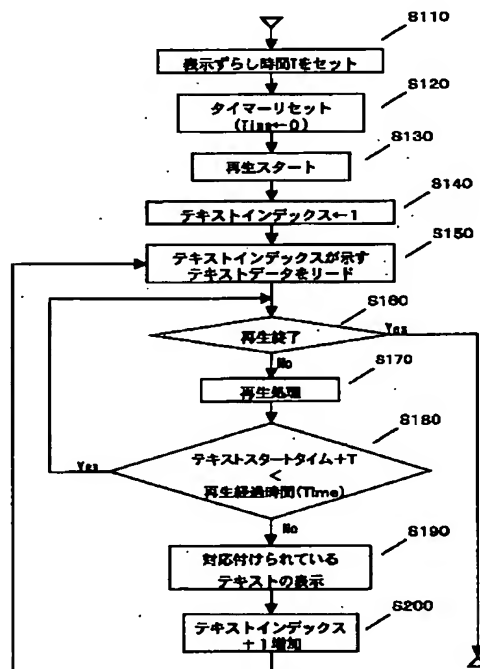 S110
表示ずらし時間Tをセット
S120
タイマーリセット
(Time←0)
S130
再生スタート
S140
テキストインデックス←1
S150
テキストインデックスが示す
テキストデータをリード
S160
再生終了
Yes
No
S170
再生処理
S180
テキストスタートタイム+T
<
再生経過時間(Time)
Yes
No
S190
対応付けられている
テキストの表示
S200
テキストインデックス
+1増加